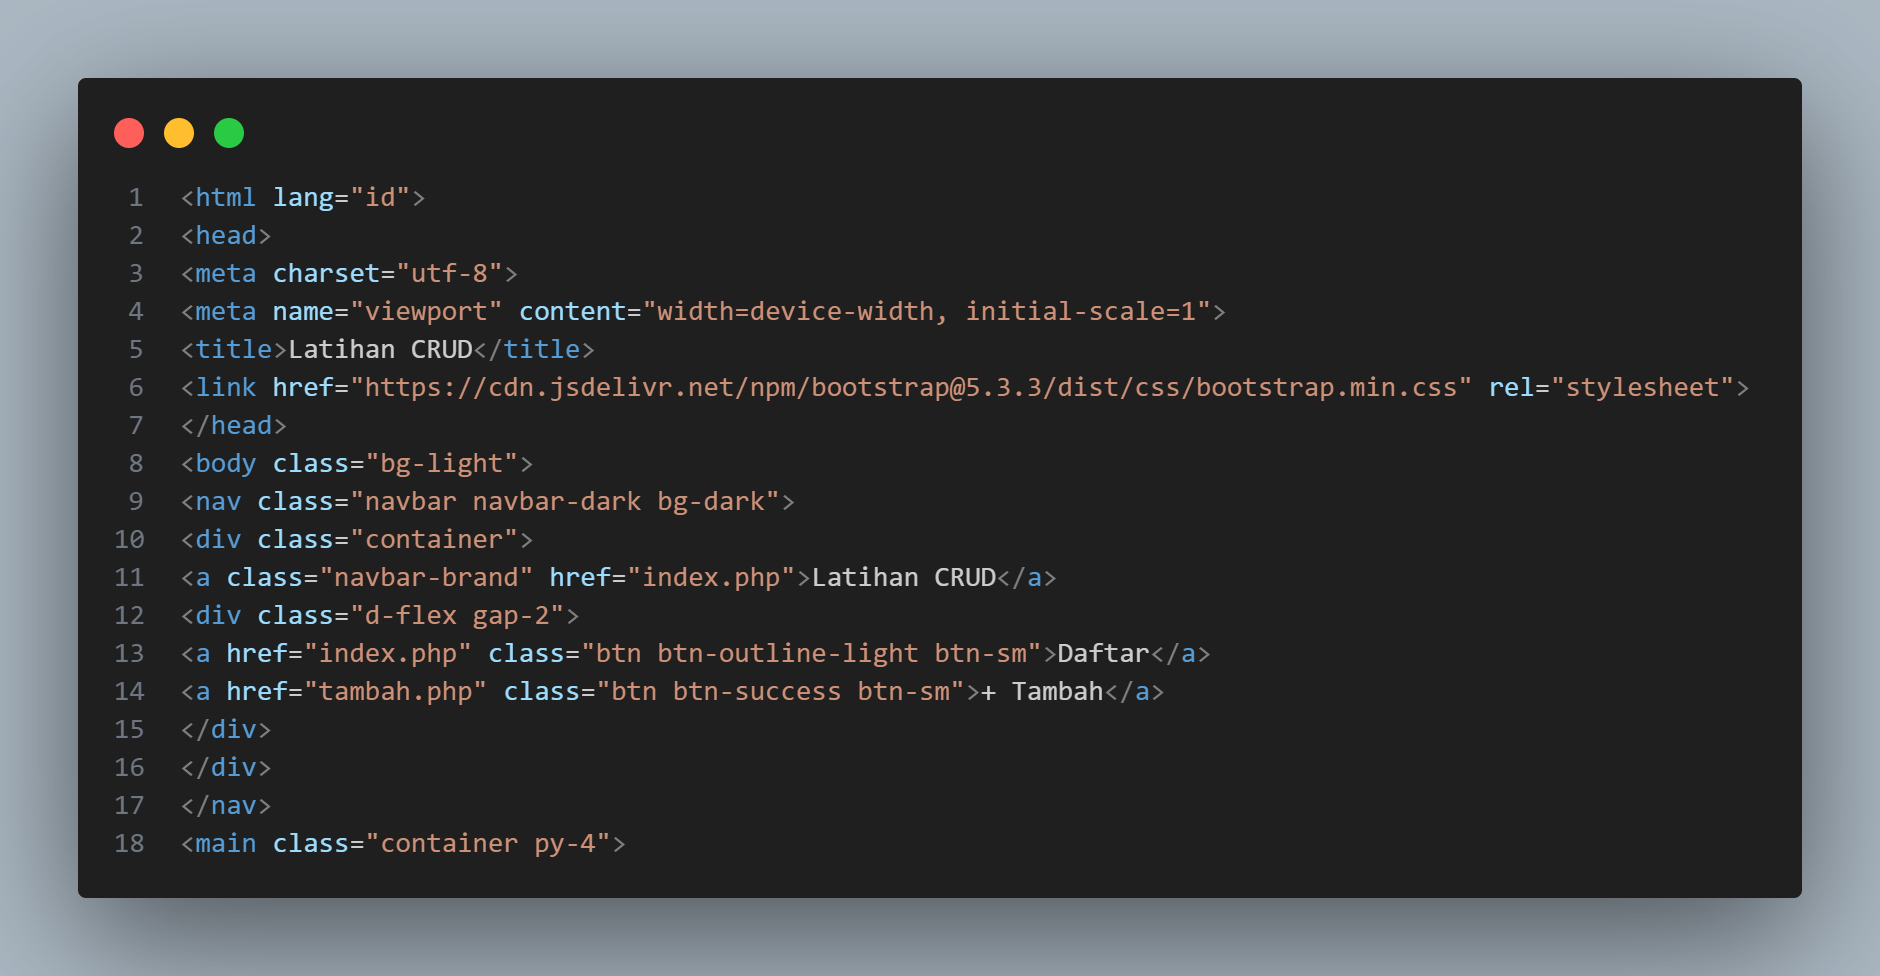 1 <html lang="id">
2 <head>
3 <meta charset="utf-8">
4 <meta name="viewport" content="width=device-width, initial-scale=1">
5 <title>Latihan CRUD</title>
6 <link href="https://cdn.jsdelivr.net/npm/bootstrap@5.3.3/dist/css/bootstrap.min.css" rel="stylesheet">
7 </head>
8 <body class="bg-light">
9 <nav class="navbar navbar-dark bg-dark">
10 <div class="container">
11 <a class="navbar-brand" href="index.php">Latihan CRUD</a>
12 <div class="d-flex gap-2">
13 <a href="index.php" class="btn btn-outline-light btn-sm">Daftar</a>
14 <a href="tambah.php" class="btn btn-success btn-sm">+ Tambah</a>
15 </div>
16 </div>
17 </nav>
18 <main class="container py-4">